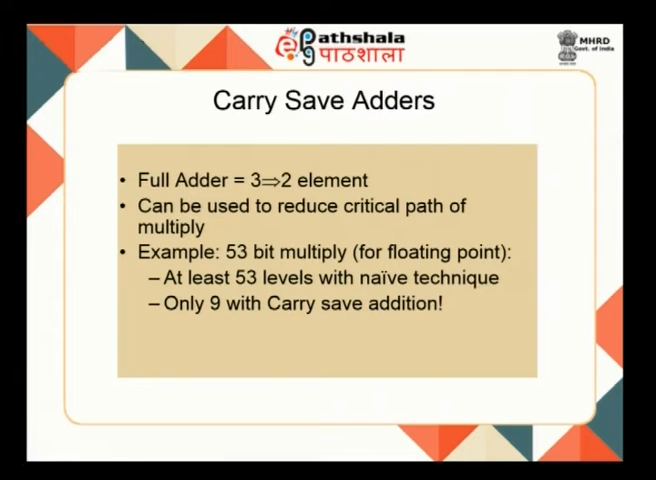 ePathshala
पाठशाला
MHRD
Govt. of India
Carry Save Adders
• Full Adder = 3⇒2 element
• Can be used to reduce critical path of
multiply
• Example: 53 bit multiply (for floating point):
– At least 53 levels with naïve technique
– Only 9 with Carry save addition!